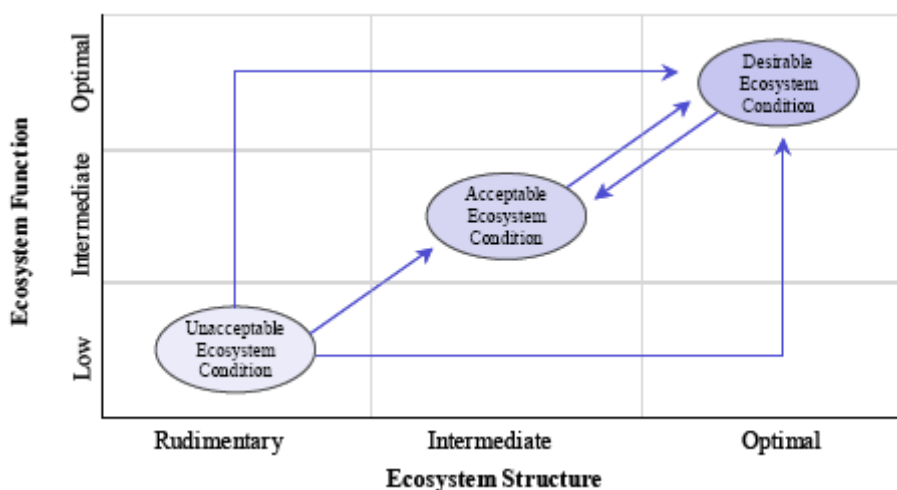 Ecosystem Function
Optimal
Intermediate
Low
Desirable
Ecosystem
Condition
Acceptable
Ecosystem
Condition
Unacceptable
Ecosystem
Condition
Rudimentary
Intermediate
Optimal
Ecosystem Structure